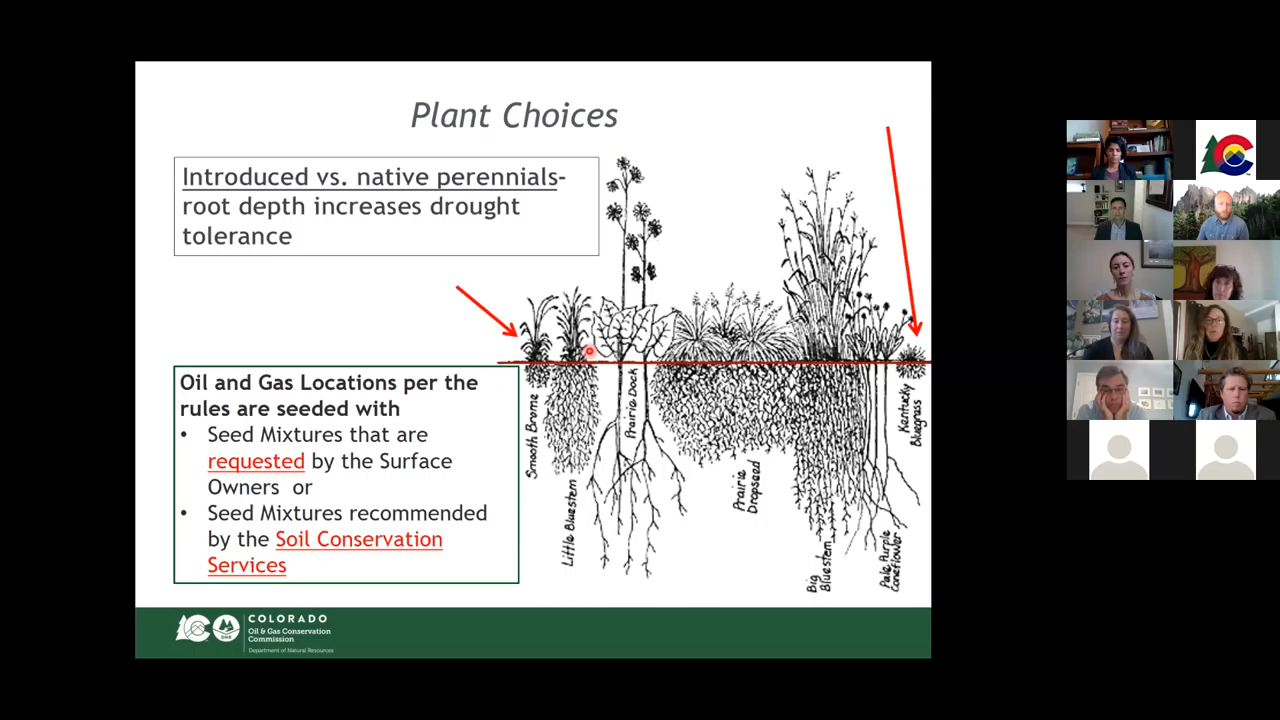 Plant Choices
Introduced vs. native perennials-
root depth increases drought
tolerance
Oil and Gas Locations per the
rules are seeded with
• Seed Mixtures that are
requested by the Surface
Owners or
• Seed Mixtures recommended
by the Soil Conservation
Services
Smooth Brome
Little Bluestem
Prairie Dock
Prairie
Dropseed
Big
Bluestem
Pale Purple
Coneflower
Kentucky
Bluegrass
COLORADO
Oil & Gas Conservation
Commission
Department of Natural Resources
DNR